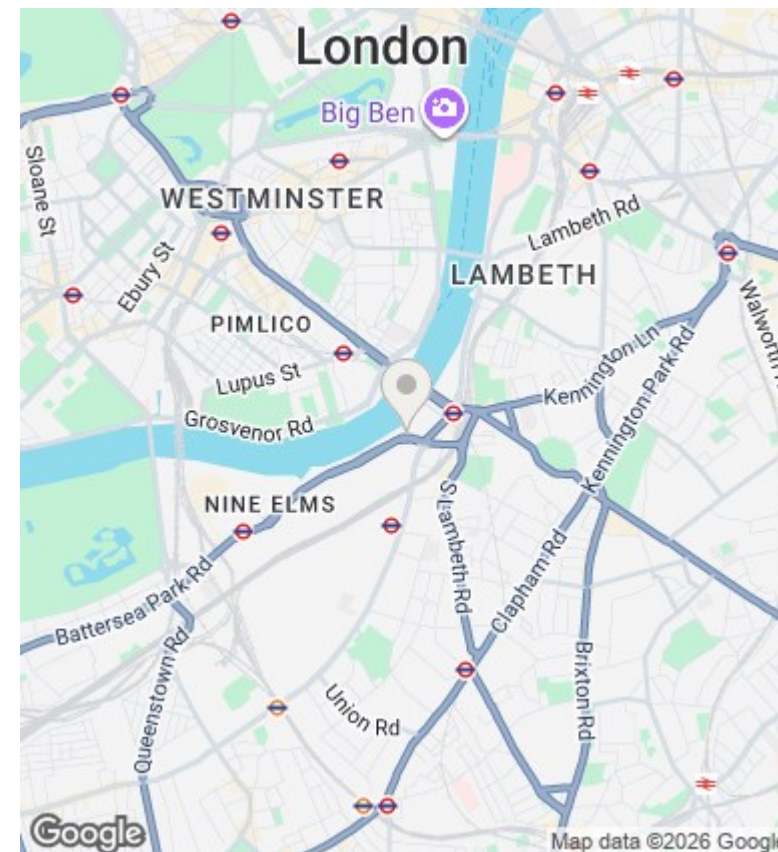 London
Big Ben
Sloane St
WESTMINSTER
Lambeth Rd
Ebury St
LAMBETH
Walworth
PIMLICO
Kennington Ln
Lupus St
Kennington Park Rd
Grosvenor Rd
NINE ELMS
S Lambeth Rd
Clapham Rd
Battersea Park Rd
Queenstown Rd
Union Rd
Brixton Rd
Google
Map data ©2026 Google